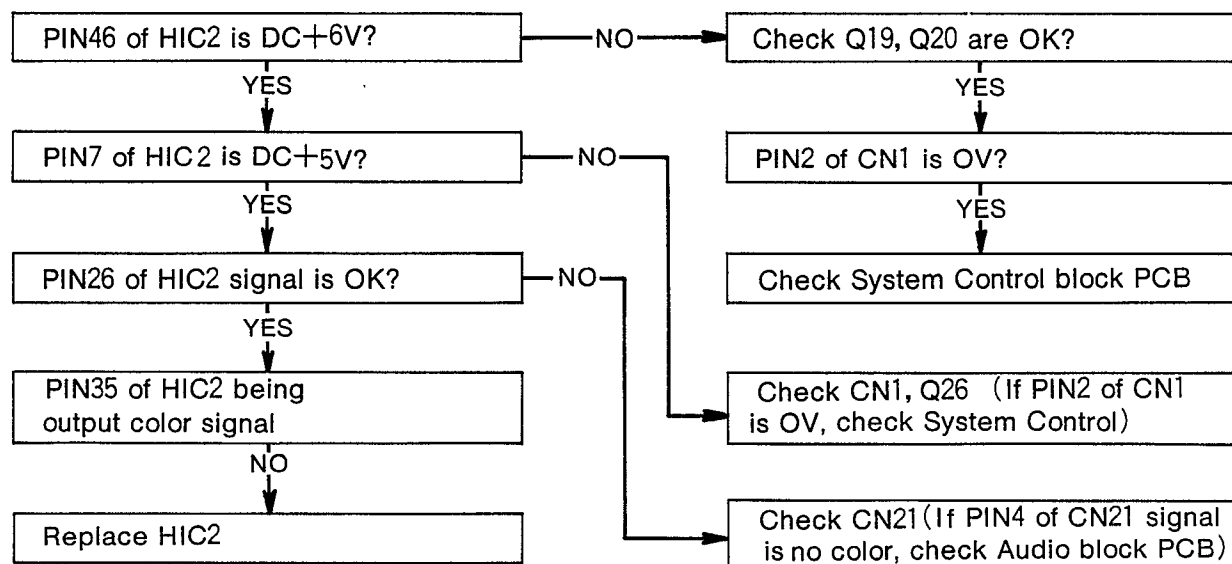 PIN46 of HIC2 is DC+6V?
NO
Check Q19, Q20 are OK?
YES
YES
PIN7 of HIC2 is DC+5V?
NO
PIN2 of CN1 is OV?
YES
YES
PIN26 of HIC2 signal is OK?
NO
Check System Control block PCB
YES
PIN35 of HIC2 being
output color signal
Check CN1, Q26 (If PIN2 of CN1
is OV, check System Control)
NO
Replace HIC2
Check CN21(If PIN4 of CN21 signal
is no color, check Audio block PCB)